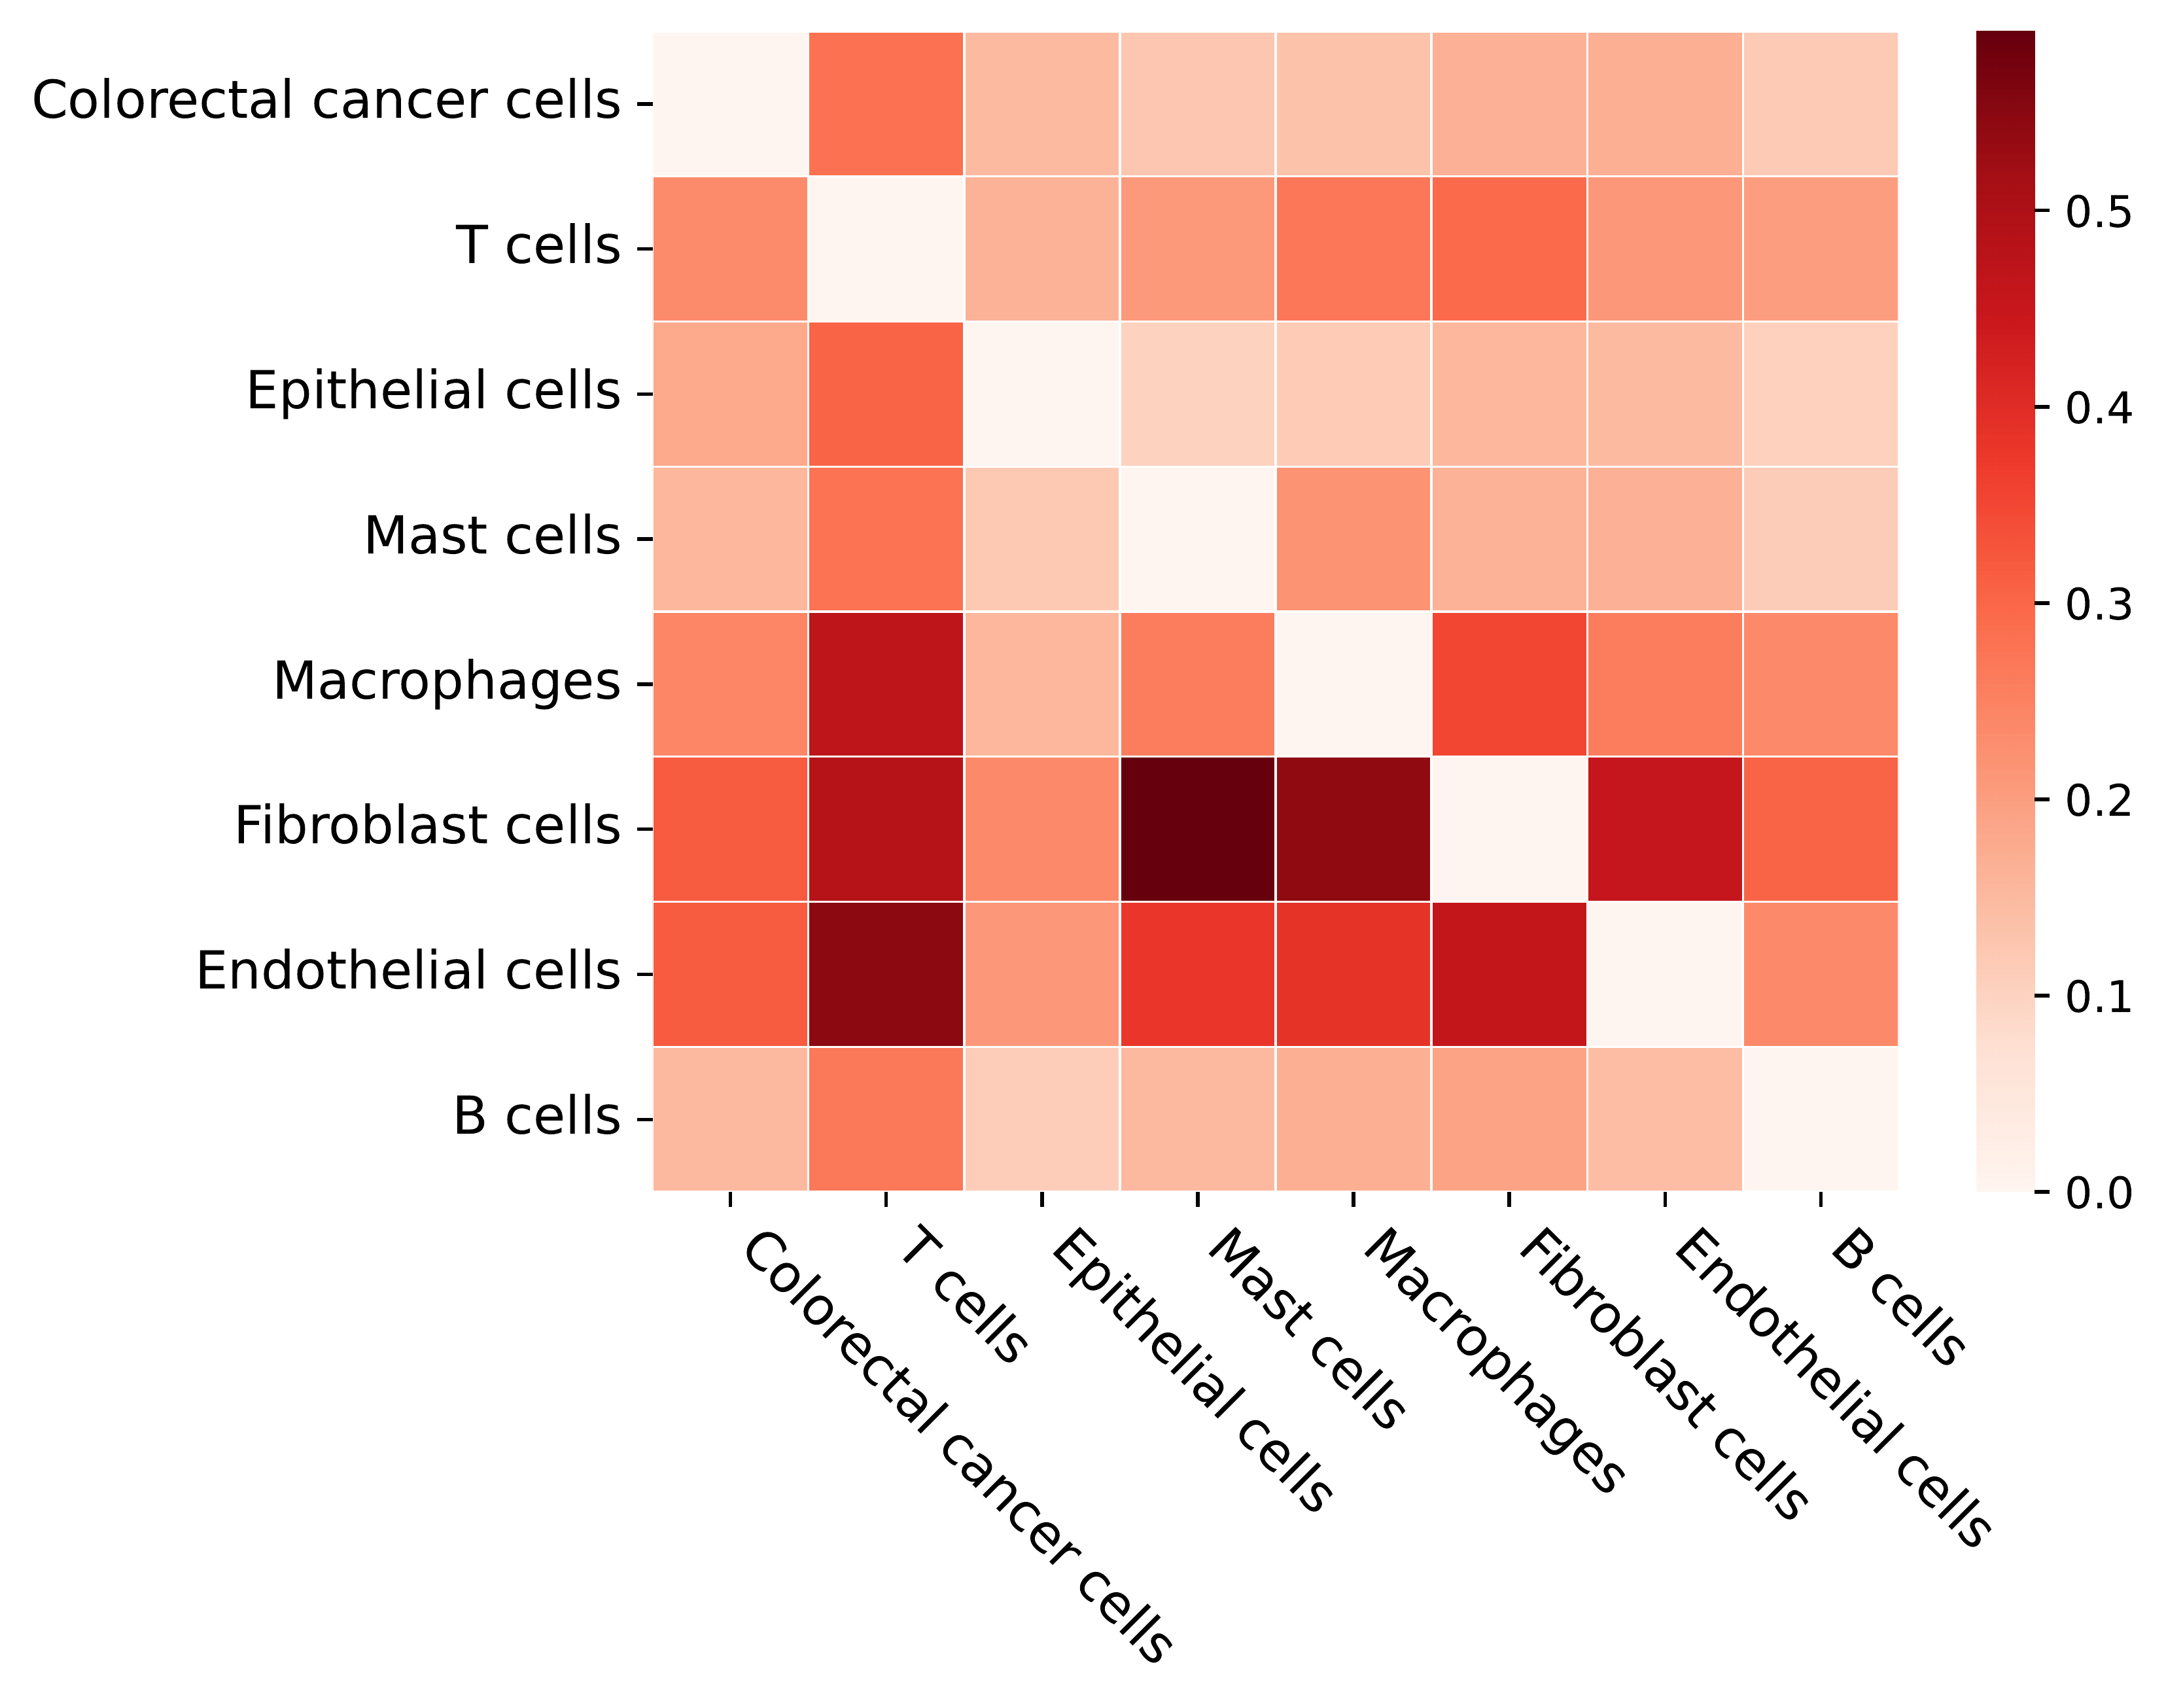 Colorectal cancer cells
T cells
Epithelial cells
Mast cells
Macrophages
Fibroblast cells
Endothelial cells
B cells
Colorectal cancer cells
T cells
Epithelial cells
Mast cells
Macrophages
Fibroblast cells
Endothelial cells
B cells
0.5
0.4
0.3
0.2
0.1
0.0